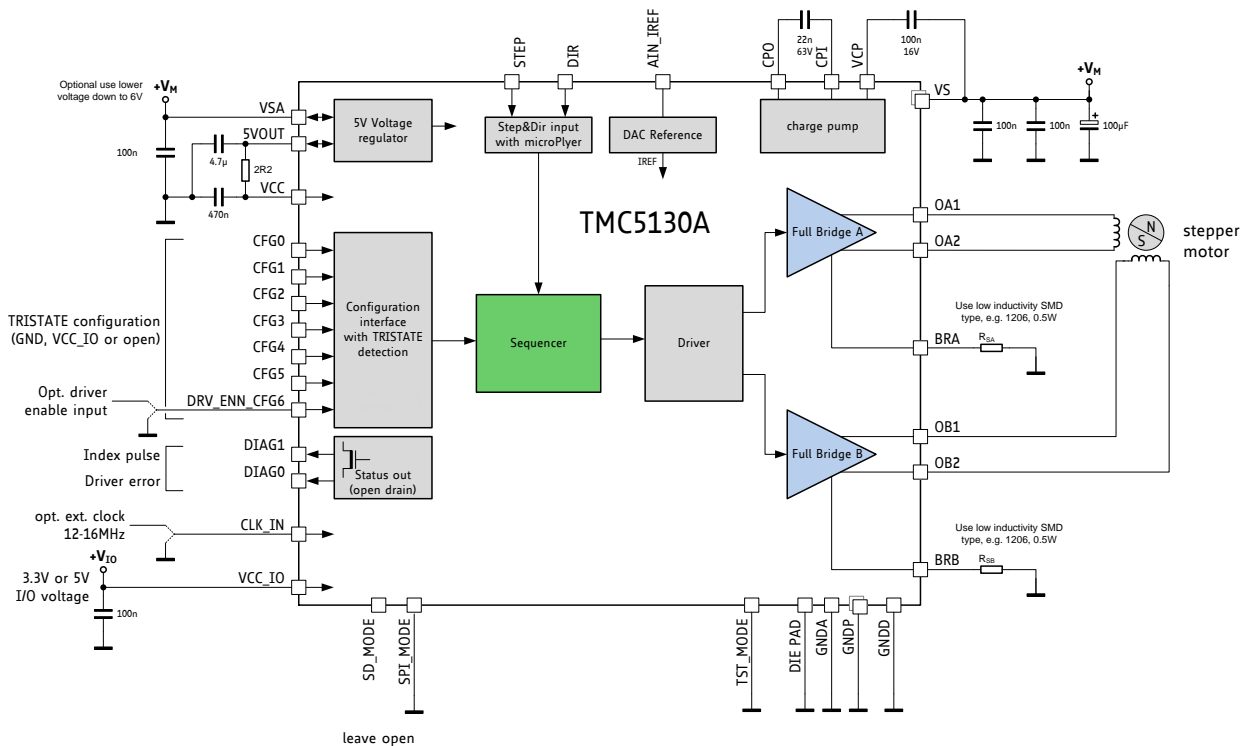 Optional use lower
voltage down to 6V
+VM
VSA
5VOUT
100n
4.7µ
2R2
470n
VCC
5V Voltage
regulator
STEP
DIR
AIN_IREF
Step&Dir input
with microPlyer
DAC Reference
IREF
CPO
CPI
VCP
22n
63V
100n
16V
charge pump
VS
+VM
100n
100n
+
100µF
TMC5130A
CFG0
CFG1
CFG2
CFG3
CFG4
CFG5
DRV_ENN_CFG6
TRISTATE configuration
(GND, VCC_IO or open)
Opt. driver
enable input
Configuration
interface
with TRISTATE
detection
Sequencer
Driver
Full Bridge A
Full Bridge B
OA1
OA2
N
S
stepper
motor
Use low inductivity SMD
type, e.g. 1206, 0.5W
BRA
RSA
OB1
OB2
Use low inductivity SMD
type, e.g. 1206, 0.5W
BRB
RSB
Index pulse
Driver error
DIAG1
DIAG0
Status out
(open drain)
opt. ext. clock
12-16MHz
CLK_IN
+VIO
3.3V or 5V
I/O voltage
VCC_IO
100n
SD_MODE
SPI_MODE
leave open
TST_MODE
DIE PAD
GNDA
GNDP
GNDD